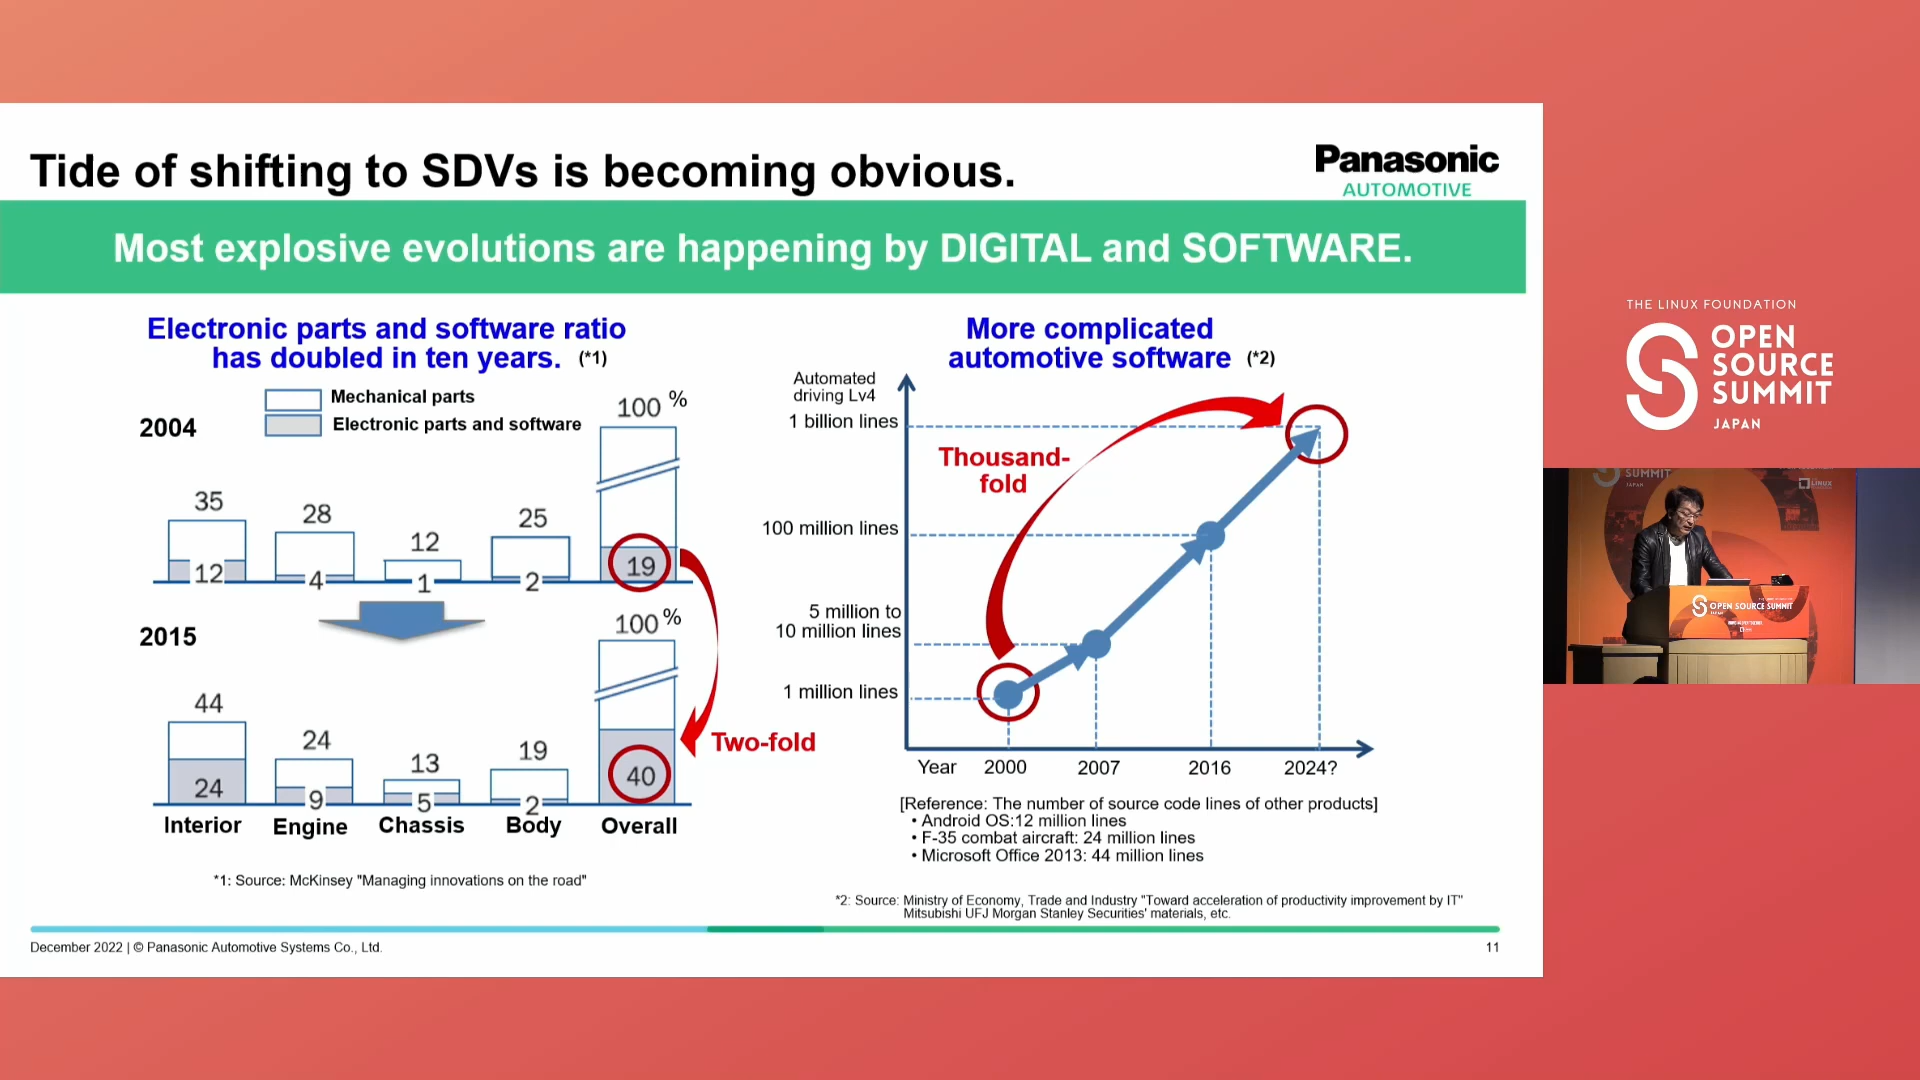 Tide of shifting to SDVs is becoming obvious.
Panasonic
AUTOMOTIVE
Most explosive evolutions are happening by DIGITAL and SOFTWARE.
Electronic parts and software ratio
has doubled in ten years. (*1)
Mechanical parts
Electronic parts and software
2004
100 %
35
28
12
25
12
4
1
2
19
2015
100 %
44
24
13
19
24
9
5
2
40
Interior
Engine
Chassis
Body
Overall
Two-fold
*1: Source: McKinsey "Managing innovations on the road"
More complicated
automotive software (*2)
Automated
driving Lv4
1 billion lines
Thousand-
fold
100 million lines
5 million to
10 million lines
1 million lines
Year
2000
2007
2016
2024?
[Reference: The number of source code lines of other products]
• Android OS:12 million lines
• F-35 combat aircraft: 24 million lines
• Microsoft Office 2013: 44 million lines
*2: Source: Ministry of Economy, Trade and Industry "Toward acceleration of productivity improvement by IT"
Mitsubishi UFJ Morgan Stanley Securities' materials, etc.
December 2022 | © Panasonic Automotive Systems Co., Ltd.
11
THE LINUX FOUNDATION
OPEN
SOURCE
SUMMIT
JAPAN
SUMMIT
JAPAN
LINUX
OPEN SOURCE SUMMIT